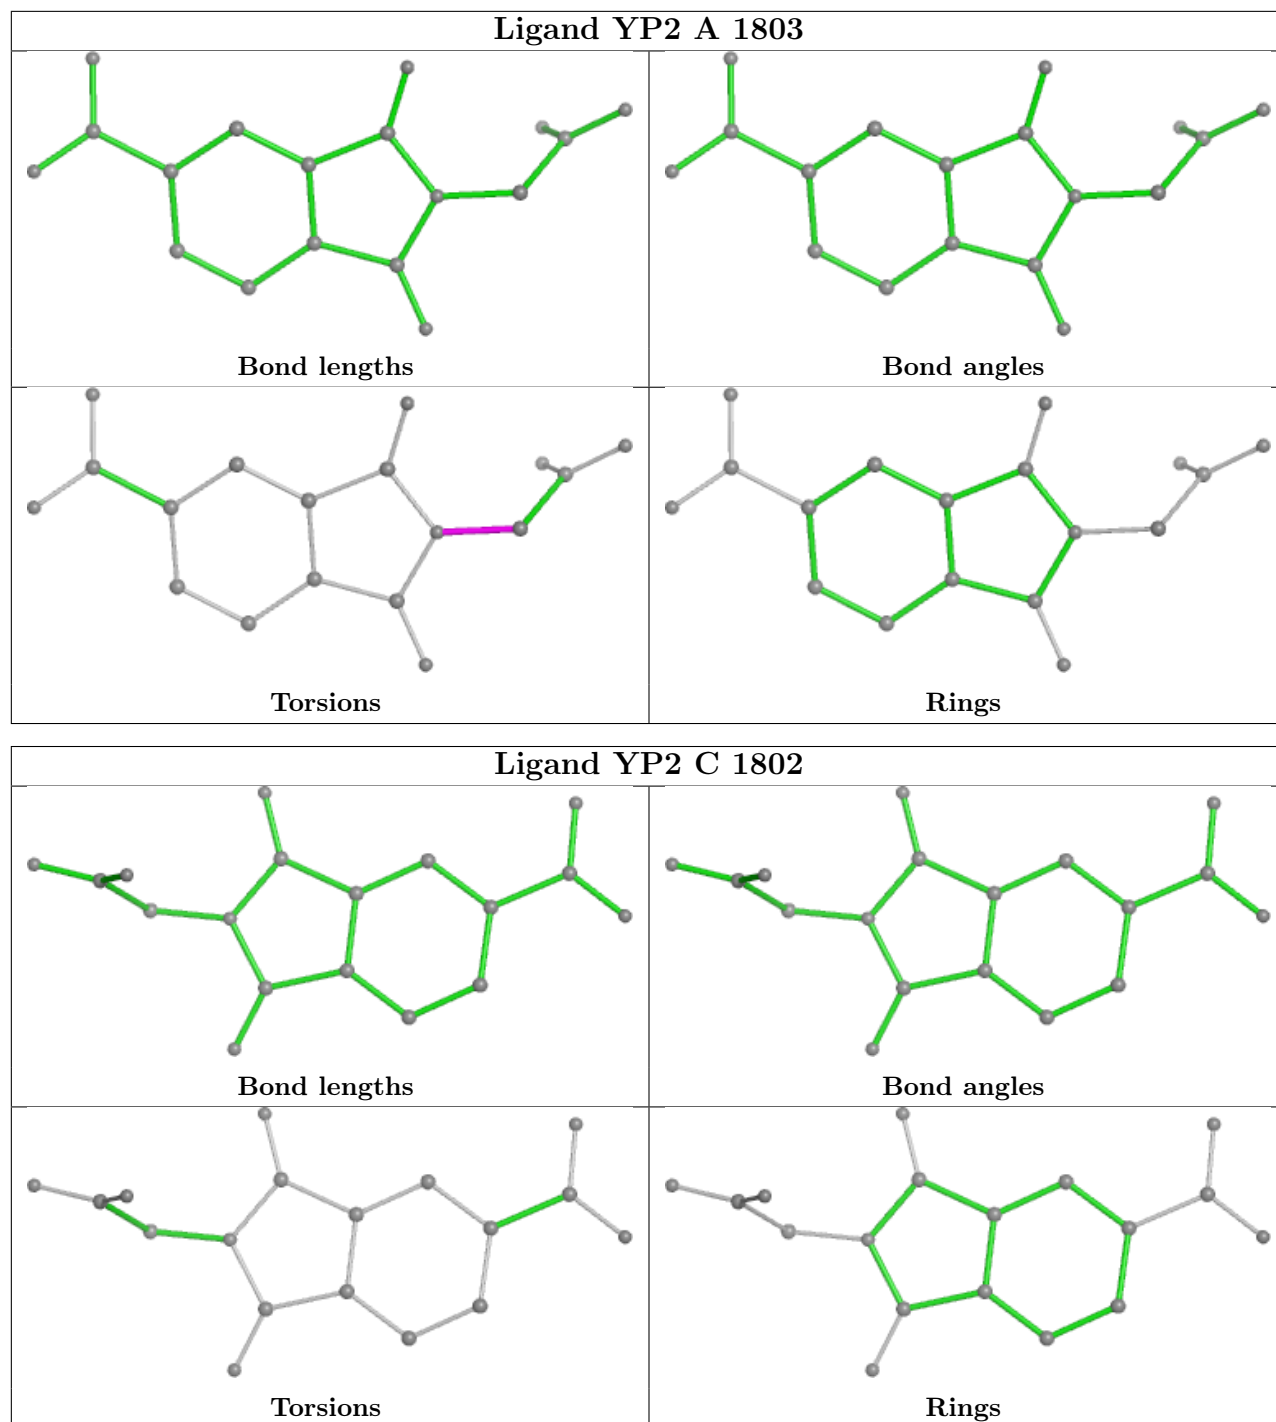 Ligand YP2 A 1803
Bond lengths
Bond angles
Torsions
Rings
Ligand YP2 C 1802
Bond lengths
Bond angles
Torsions
Rings